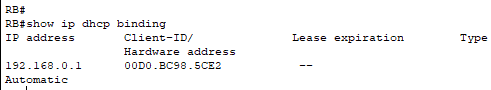 RB#
RB#show ip dhcp binding
IP address Client-ID/ Lease expiration Type
Hardware address
192.168.0.1 00D0.BC98.5CE2 --
Automatic